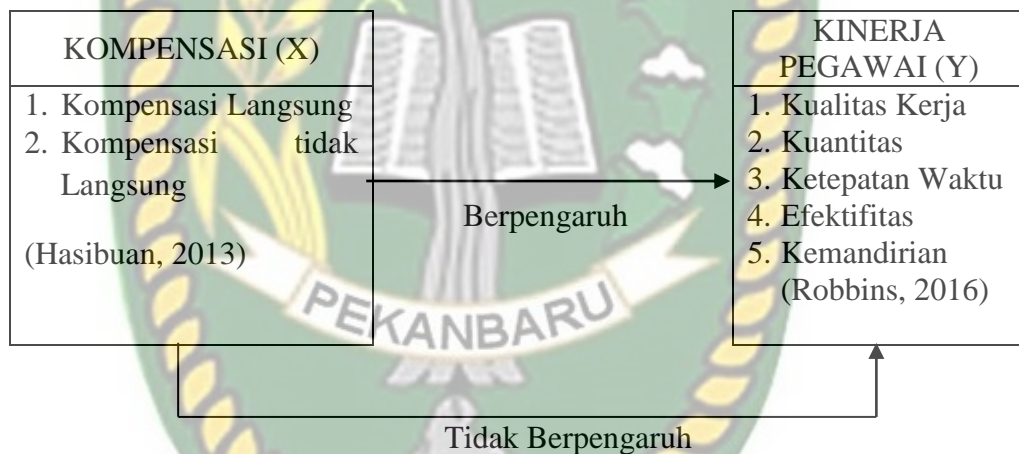 KOMPENSASI (X)
1. Kompensasi Langsung
2. Kompensasi tidak
Langsung
(Hasibuan, 2013)
Berpengaruh
KINERJA
PEGAWAI (Y)
1. Kualitas Kerja
2. Kuantitas
3. Ketepatan Waktu
4. Efektifitas
5. Kemandirian
(Robbins, 2016)
PEKANBARU
Tidak Berpengaruh